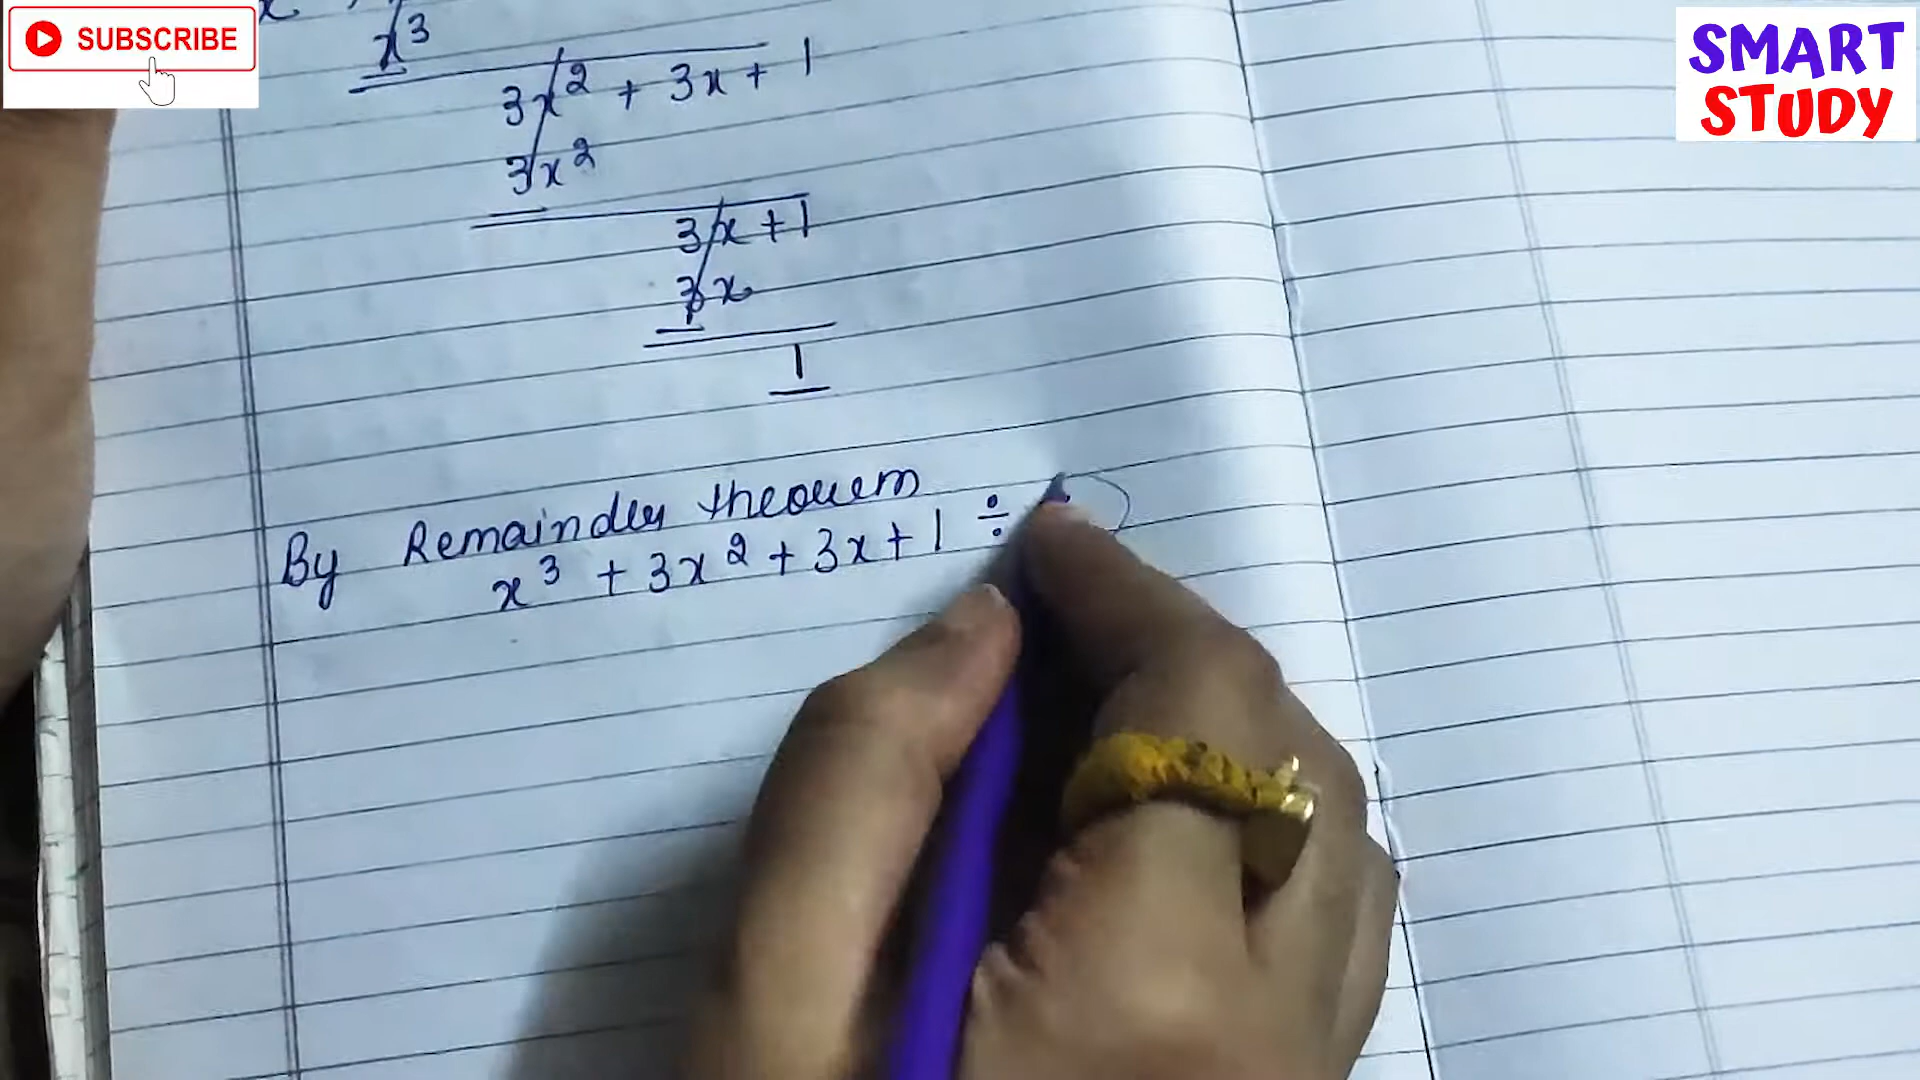 SUBSCRIBE
SMART
STUDY
x³
3x² + 3x + 1
3x²
3x + 1
3x
1
By Remainder theorem
x³ + 3x² + 3x + 1 ÷